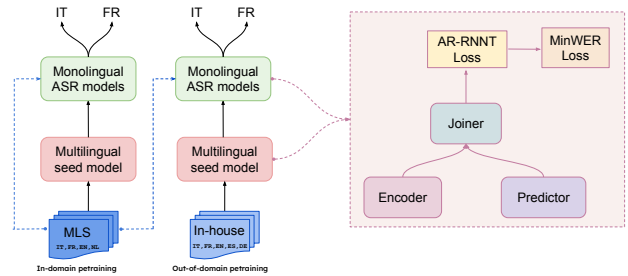 IT FR
Monolingual
ASR models
Multilingual
seed model
MLS
IT,FR,EN,NL
In-domain petraining
IT FR
Monolingual
ASR models
Multilingual
seed model
In-house
IT,FR,EN,ES,DE
Out-of-domain petraining
AR-RNNT
Loss
MinWER
Loss
Joiner
Encoder
Predictor